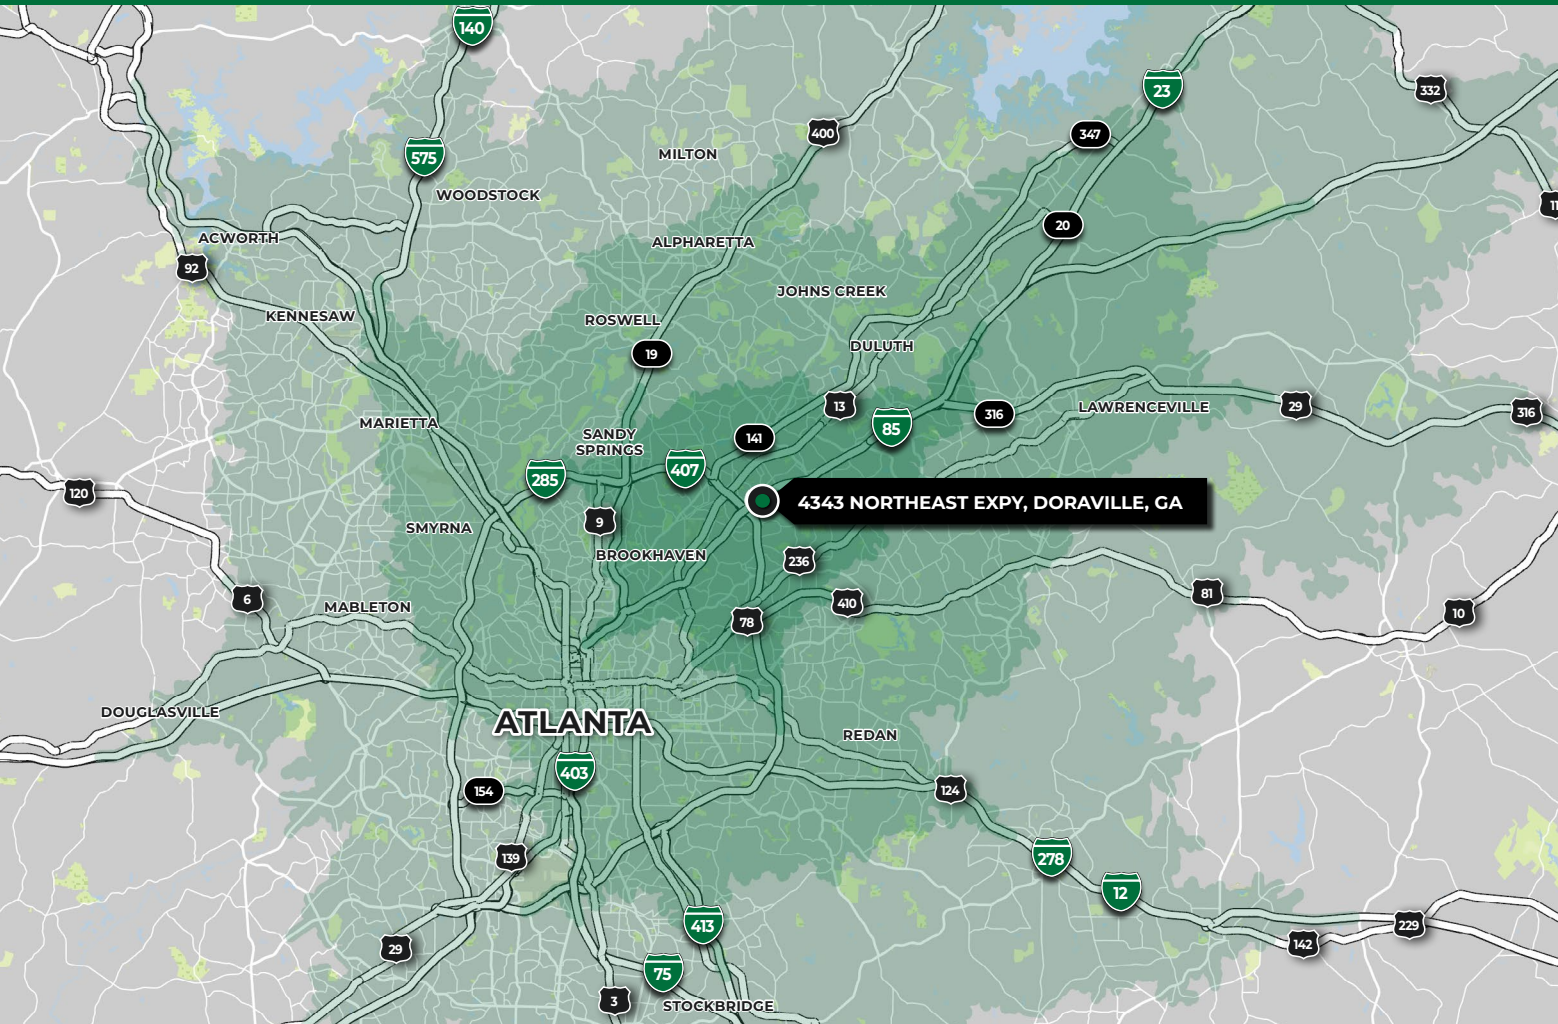 140
23
332
400
347
MILTON
575
WOODSTOCK
11
20
ACWORTH
ALPHARETTA
92
JOHNS CREEK
KENNESAW
ROSWELL
19
DULUTH
13
29
316
LAWRENCEVILLE
316
MARIETTA
85
SANDY
SPRINGS
141
407
285
120
4343 NORTHEAST EXPY, DORAVILLE, GA
9
SMYRNA
BROOKHAVEN
236
6
MABLETON
410
81
10
78
DOUGLASVILLE
ATLANTA
REDAN
403
154
124
139
278
12
413
229
142
29
75
3
STOCKBRIDGE